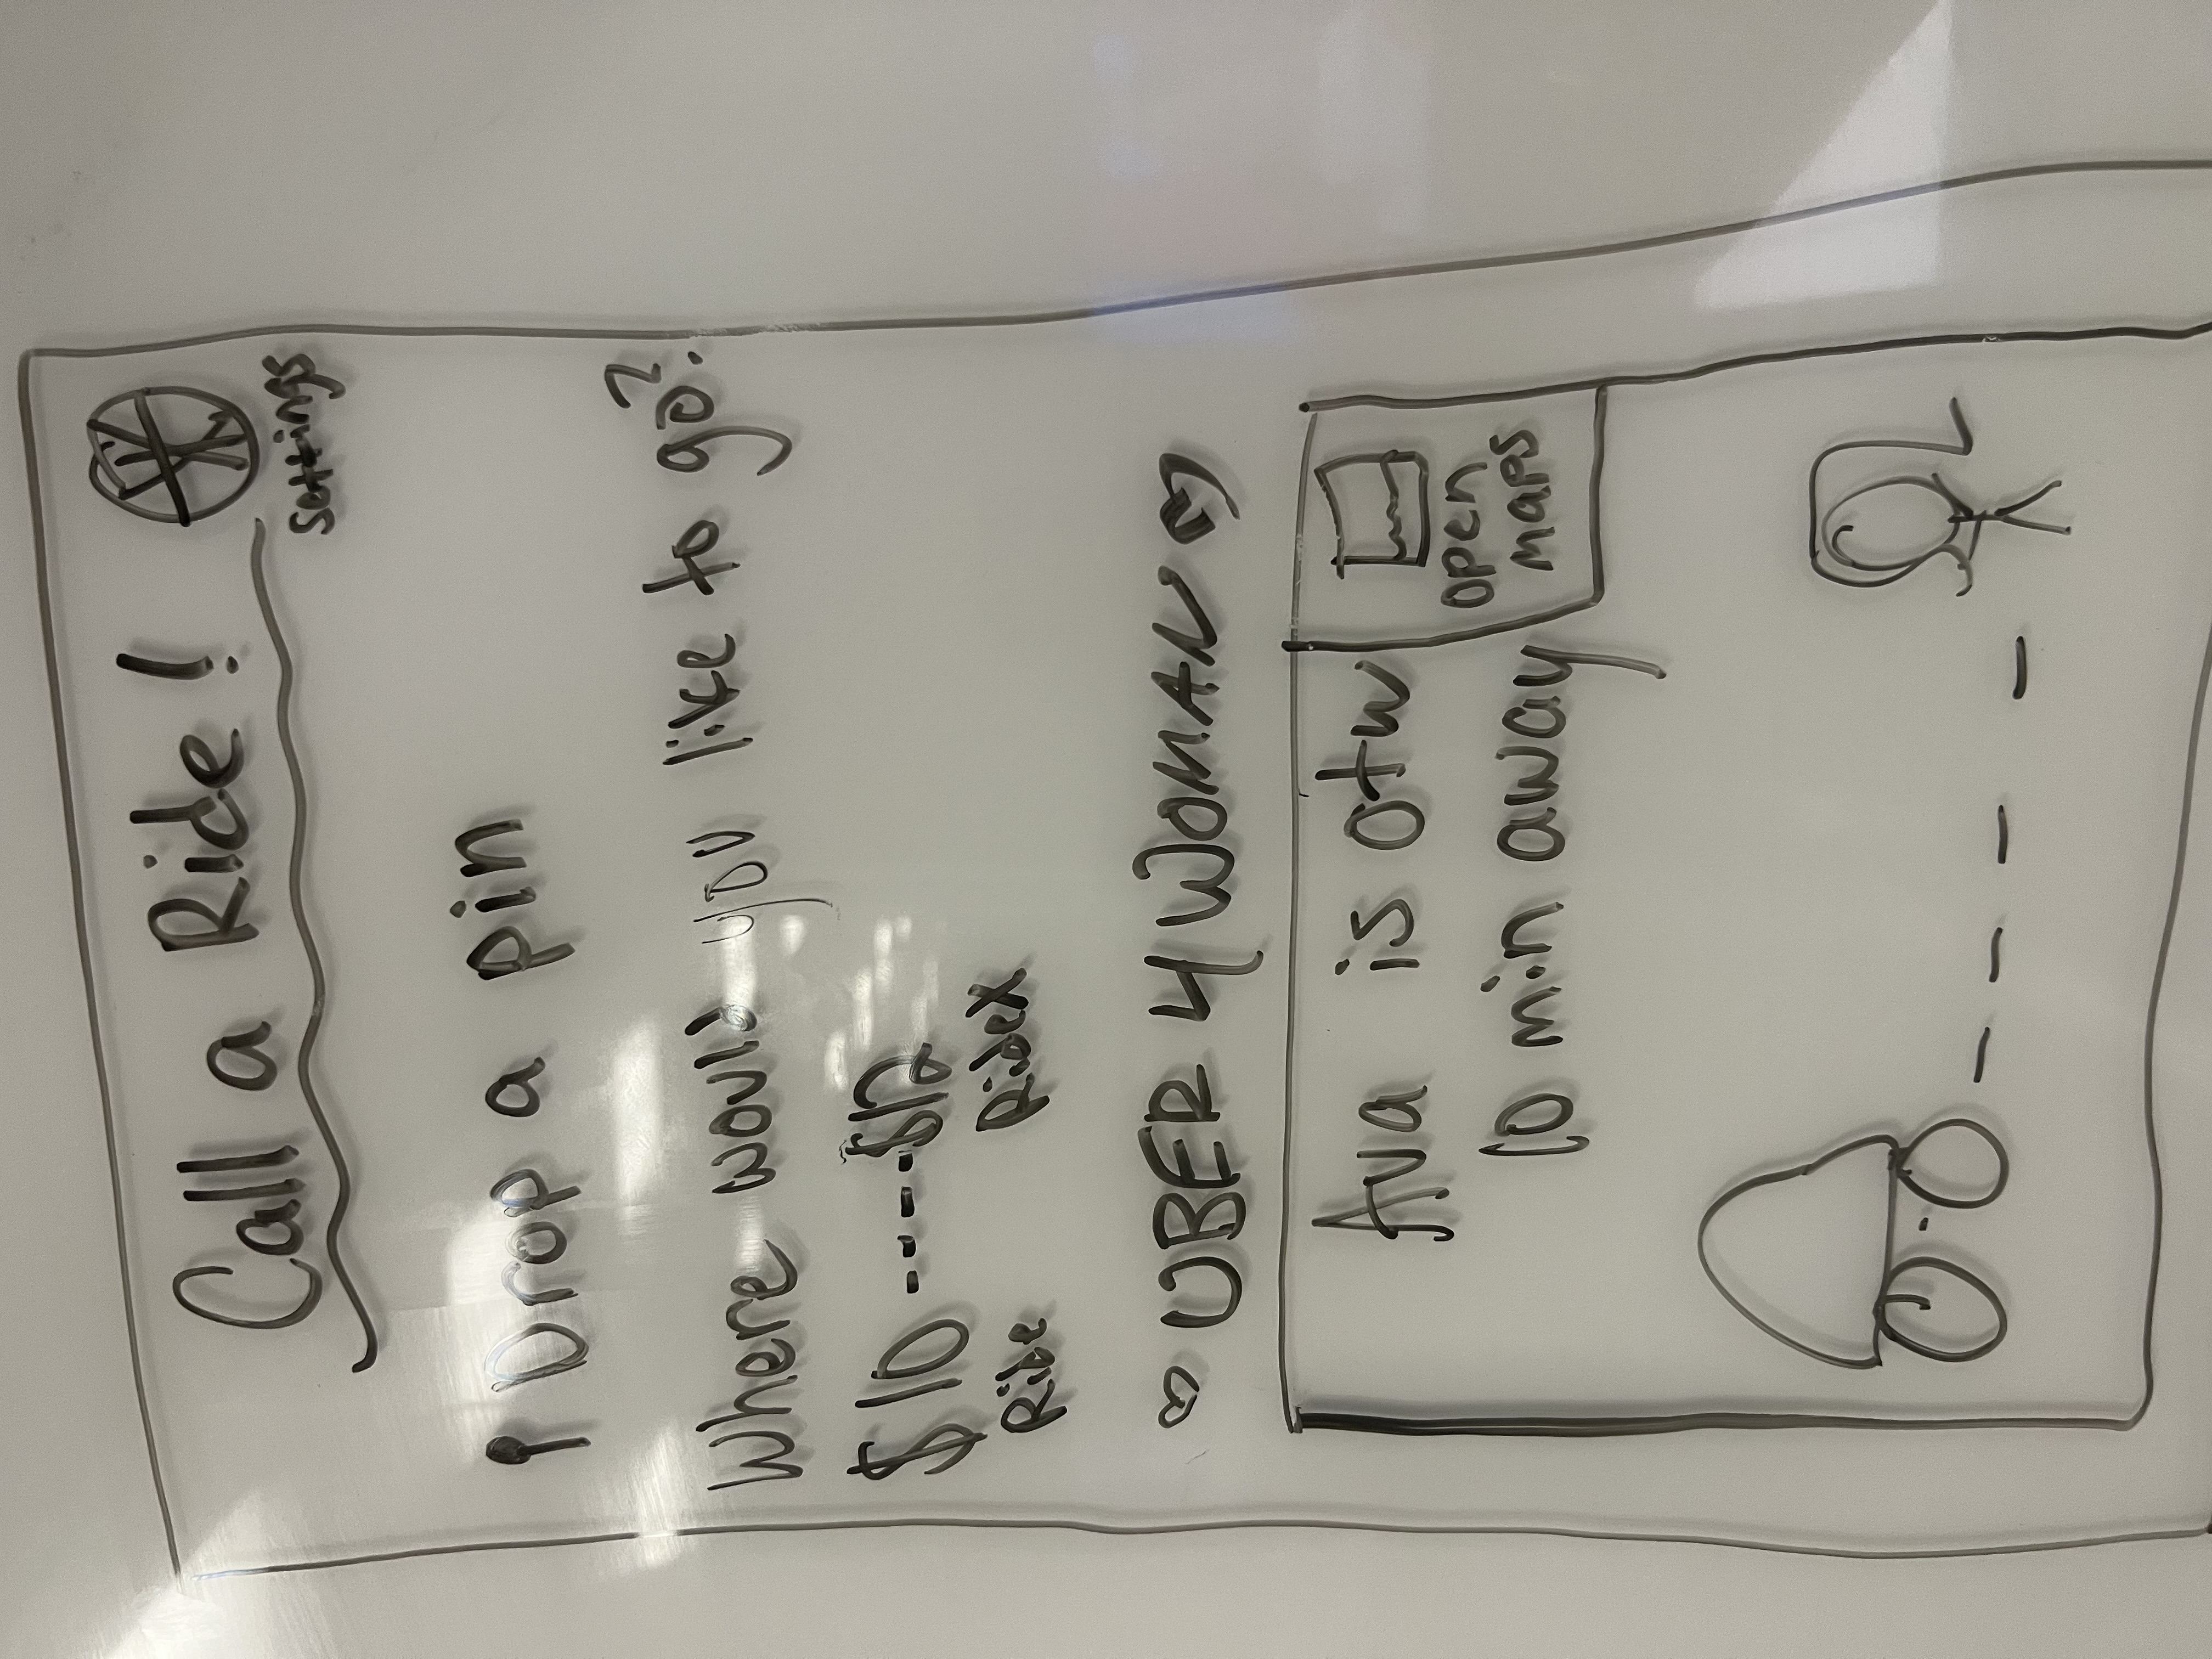 Call a Ride!
Settings
Drop a pin
Where would you like to go?
$10 ----$12
Ride RideX
♡ UBER 4 WOMAN ♡
Ava is otw
10 min away
open
maps